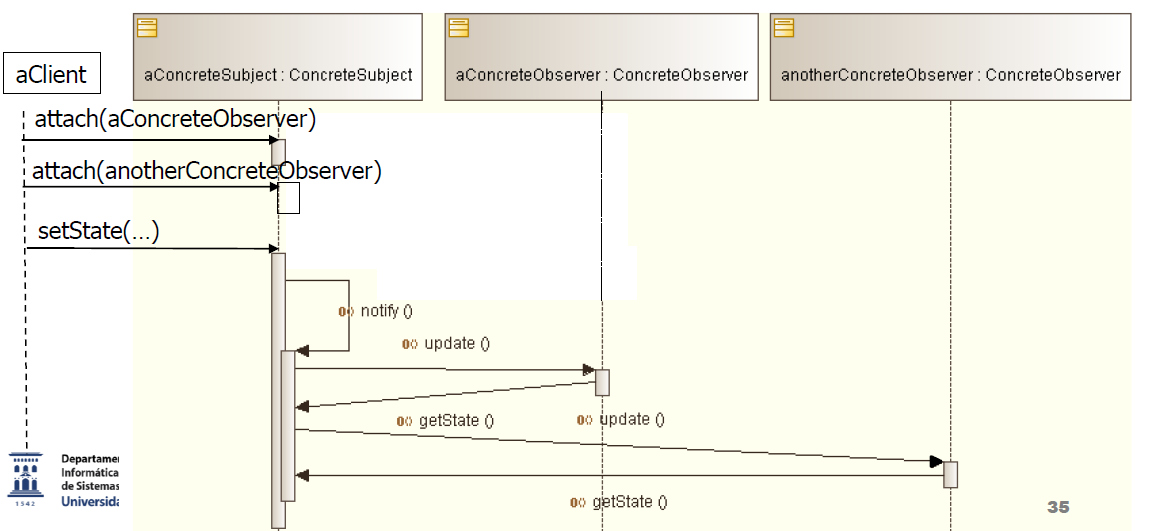 aClient
aConcreteSubject : ConcreteSubject
aConcreteObserver : ConcreteObserver
anotherConcreteObserver : ConcreteObserver
attach(aConcreteObserver)
attach(anotherConcreteObserver)
setState(...)
notify ()
update ()
getState ()
update ()
getState ()
1542
Departamen
Informática
de Sistemas
Universida
35